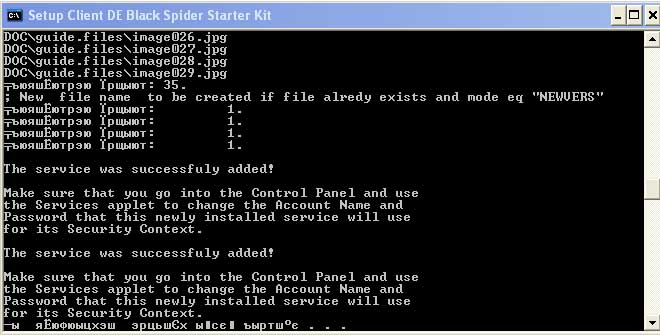 Setup Client DE Black Spider Starter Kit
DOC\guide.files\image026.jpg
DOC\guide.files\image027.jpg
DOC\guide.files\image028.jpg
DOC\guide.files\image029.jpg
╤ъюяшЁютрэю Їрщыют: 35.
; New file name to be created if file alredy exists and mode eq "NEWVERS"
╤ъюяшЁютрэю Їрщыют: 1.
╤ъюяшЁютрэю Їрщыют: 1.
╤ъюяшЁютрэю Їрщыют: 1.
╤ъюяшЁютрэю Їрщыют: 1.
The service was successfuly added!
Make sure that you go into the Control Panel and use
the Services applet to change the Account Name and
Password that this newly installed service will use
for its Security Context.
The service was successfuly added!
Make sure that you go into the Control Panel and use
the Services applet to change the Account Name and
Password that this newly installed service will use
for its Security Context.
─ы  яЁюфюыцхэш  эрцьшЄх ы■сє■ ъыртш°є . . .